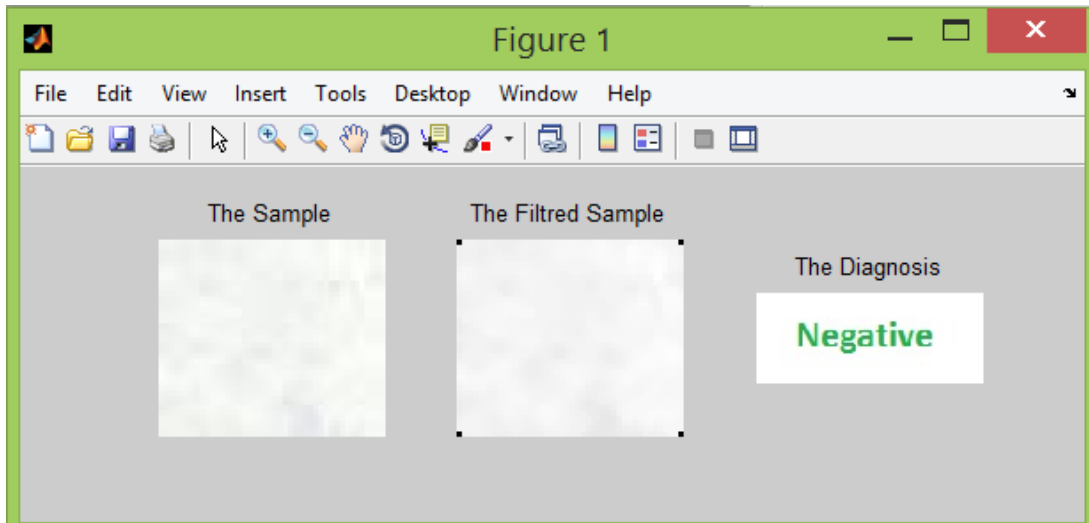 Figure 1
File Edit View Insert Tools Desktop Window Help
The Sample
The Filtred Sample
The Diagnosis
Negative